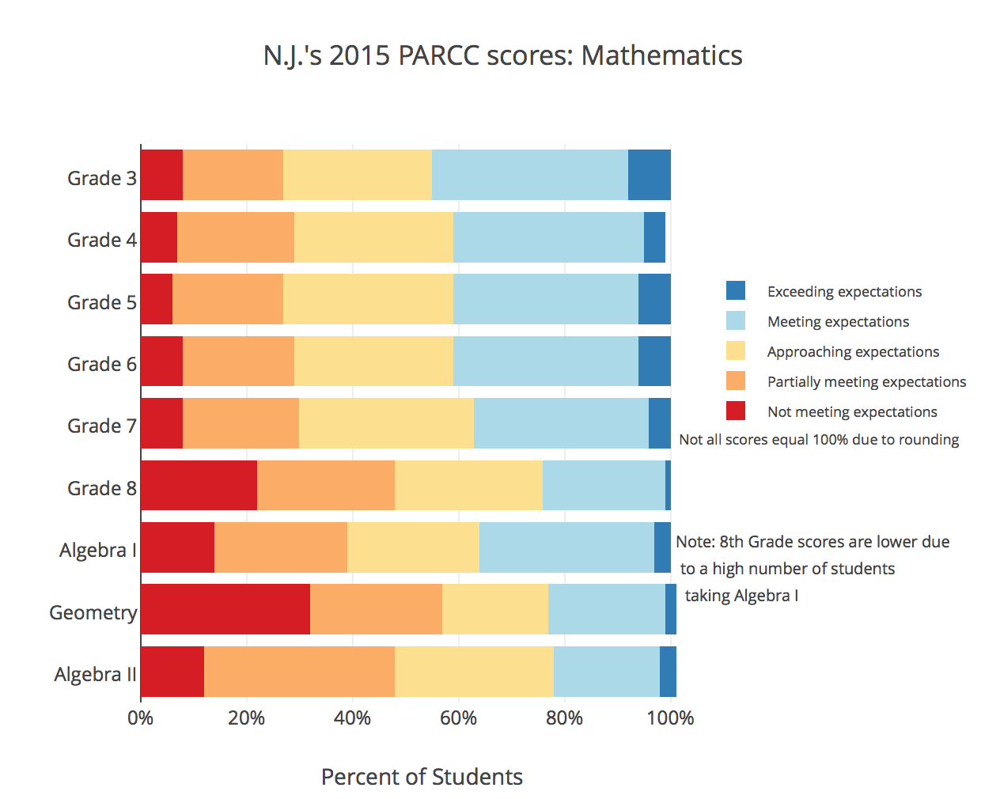 N.J.'s 2015 PARCC scores: Mathematics
Grade 3
Grade 4
Grade 5
Grade 6
Grade 7
Grade 8
Algebra I
Geometry
Algebra II
0% 20% 40% 60% 80% 100%
Percent of Students
Exceeding expectations
Meeting expectations
Approaching expectations
Partially meeting expectations
Not meeting expectations
Not all scores equal 100% due to rounding
Note: 8th Grade scores are lower due
to a high number of students
taking Algebra I